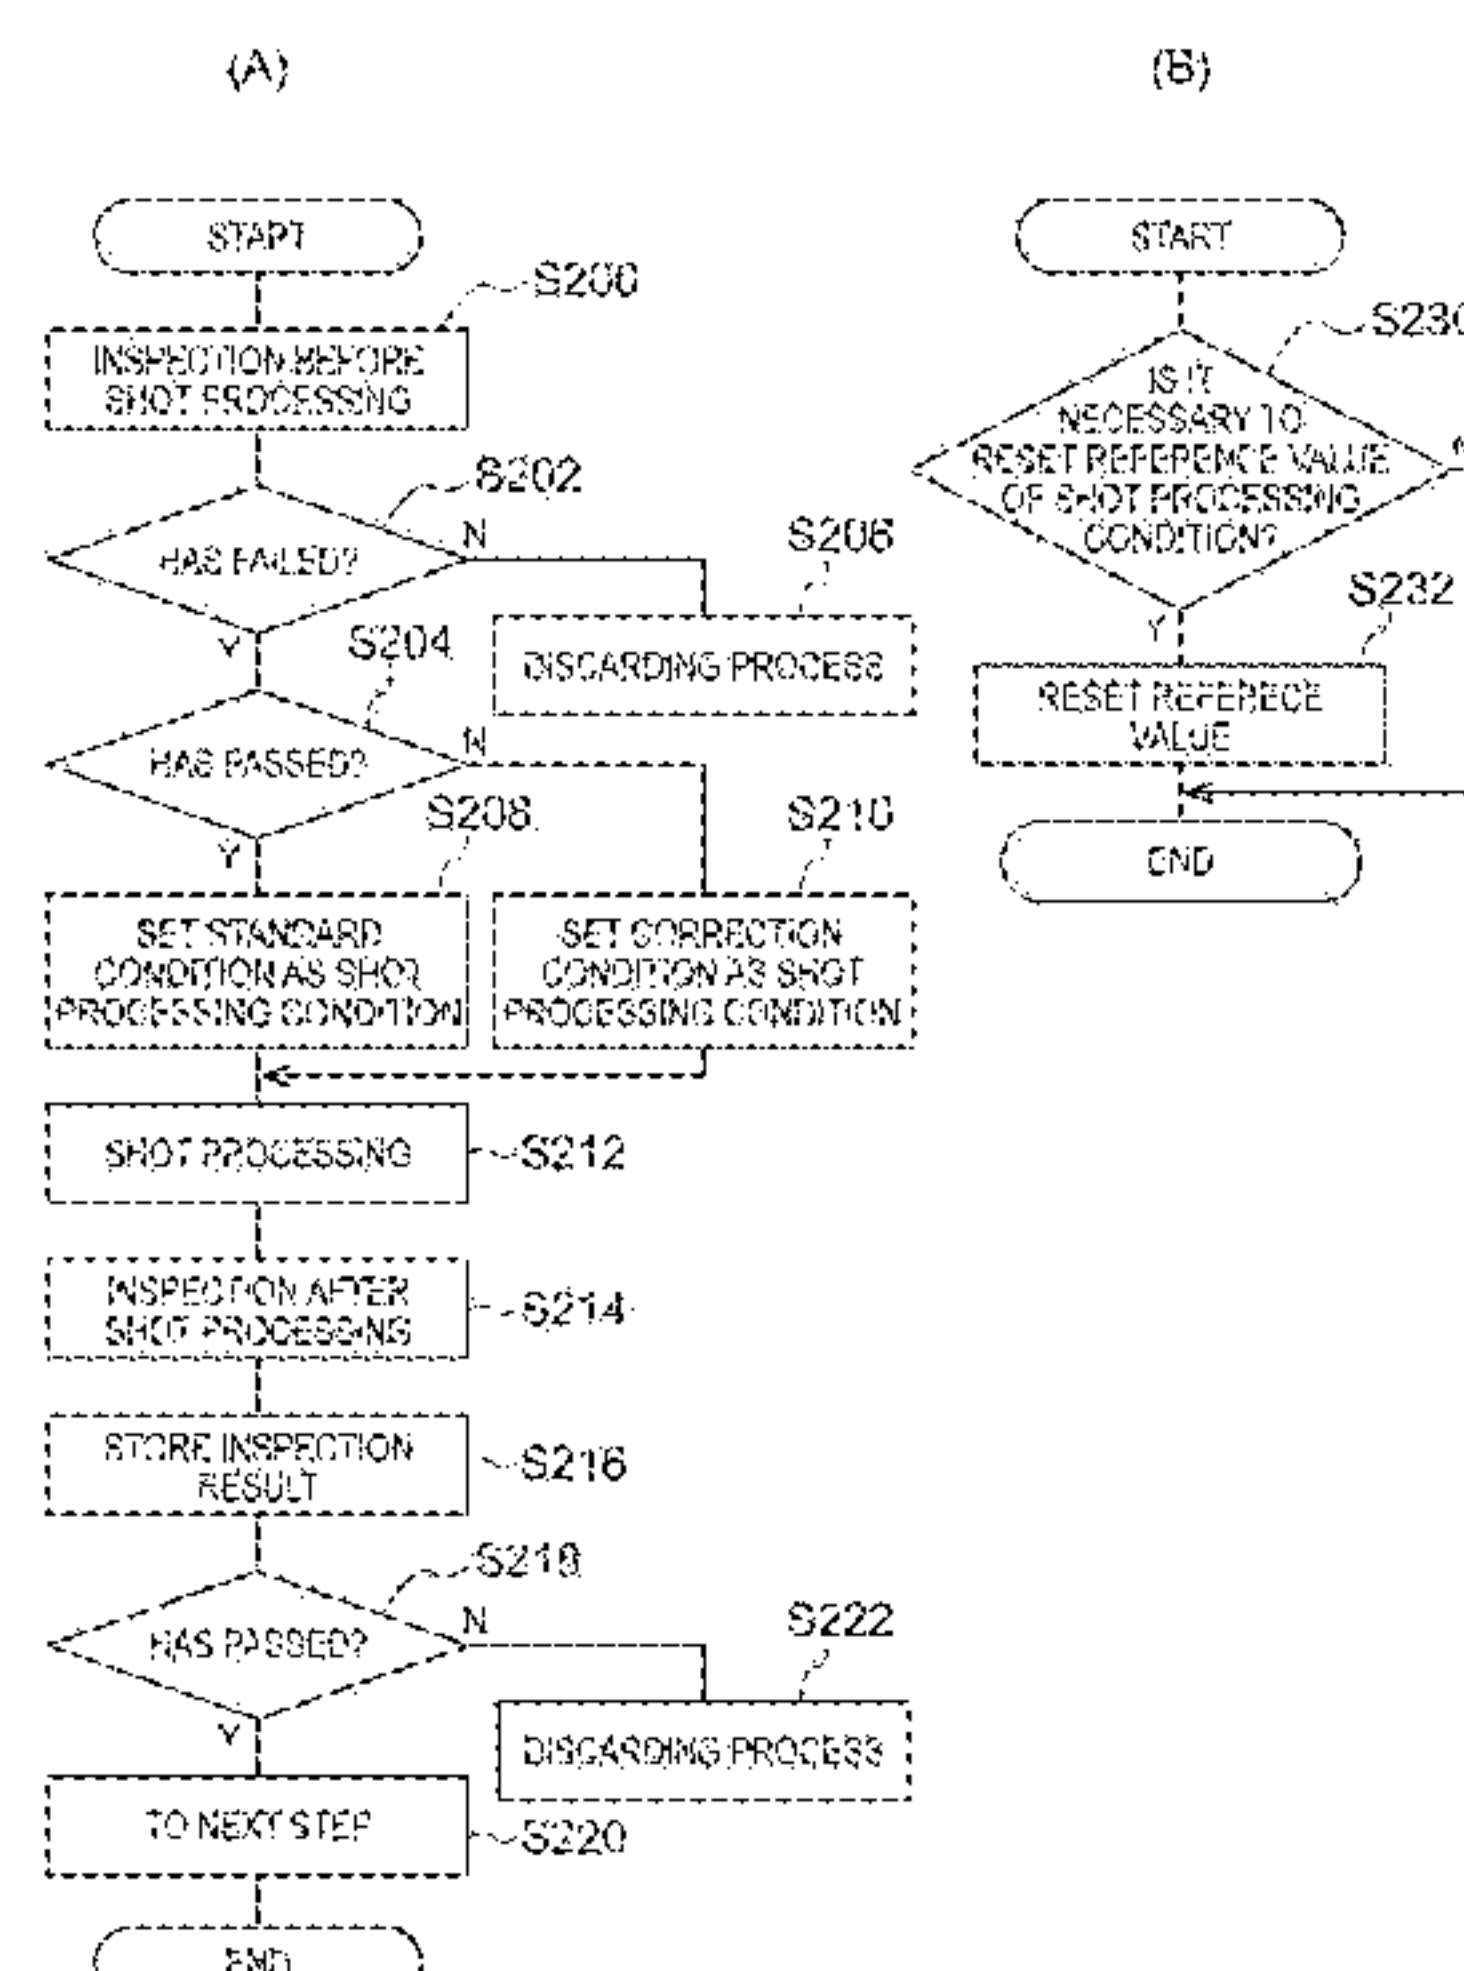 (A)
START
S200
INSPECTION BEFORE
SHOT PROCESSING
S202
HAS FAILED?
N
Y
S206
DISCARDING PROCESS
S204
HAS PASSED?
N
Y
S208
SET STANDARD
CONDITION AS SHOT
PROCESSING CONDITION
S210
SET CORRECTION
CONDITION AS SHOT
PROCESSING CONDITION
SHOT PROCESSING
S212
INSPECTION AFTER
SHOT PROCESSING
S214
STORE INSPECTION
RESULT
S216
S218
HAS PASSED?
N
Y
S222
DISCARDING PROCESS
TO NEXT STEP
S220
END
(B)
START
S230
IS IT
NECESSARY TO
RESET REFERENCE VALUE
OF SHOT PROCESSING
CONDITION?
Y
S232
RESET REFERECE
VALUE
END